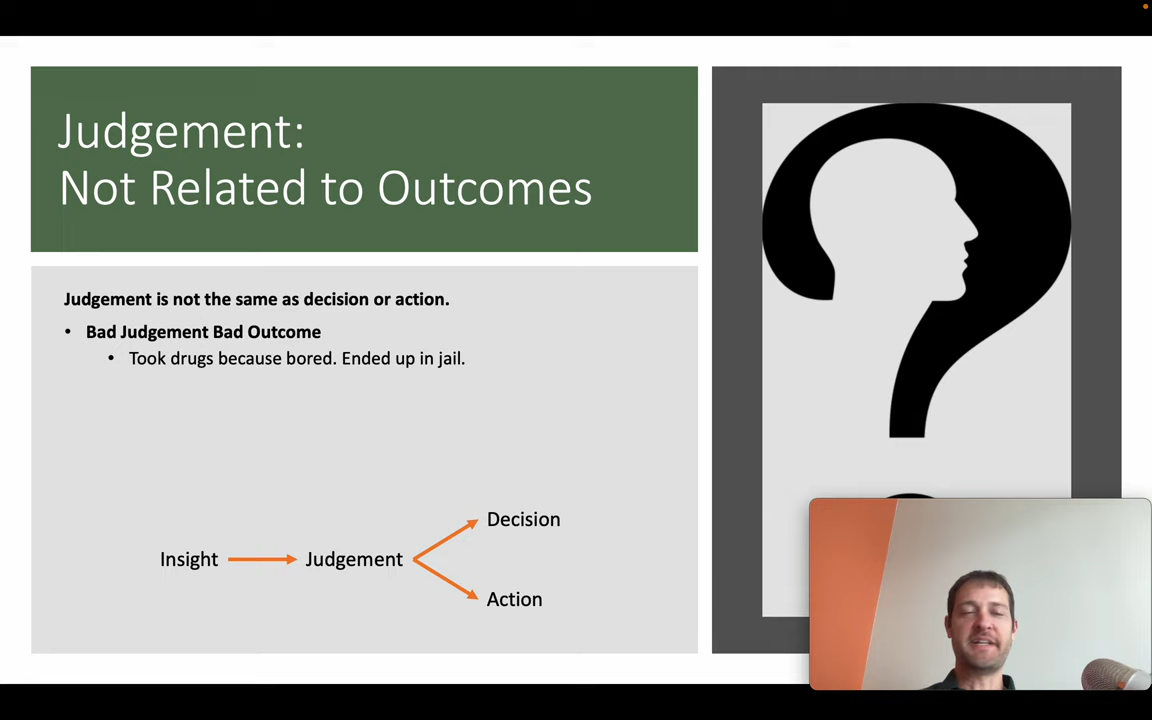 Judgement:
Not Related to Outcomes
Judgement is not the same as decision or action.
• Bad Judgement Bad Outcome
• Took drugs because bored. Ended up in jail.
Decision
Insight
Judgement
Action